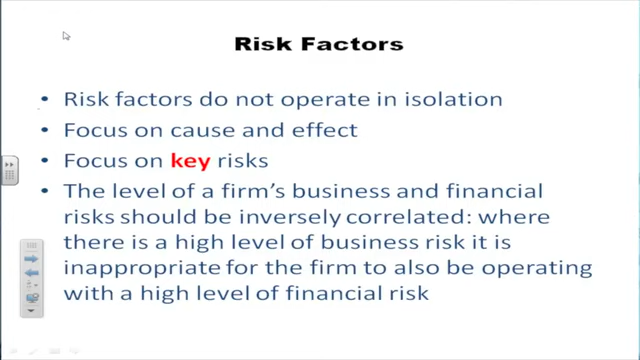 Risk Factors
• Risk factors do not operate in isolation
• Focus on cause and effect
• Focus on key risks
• The level of a firm's business and financial
risks should be inversely correlated: where
there is a high level of business risk it is
inappropriate for the firm to also be operating
with a high level of financial risk